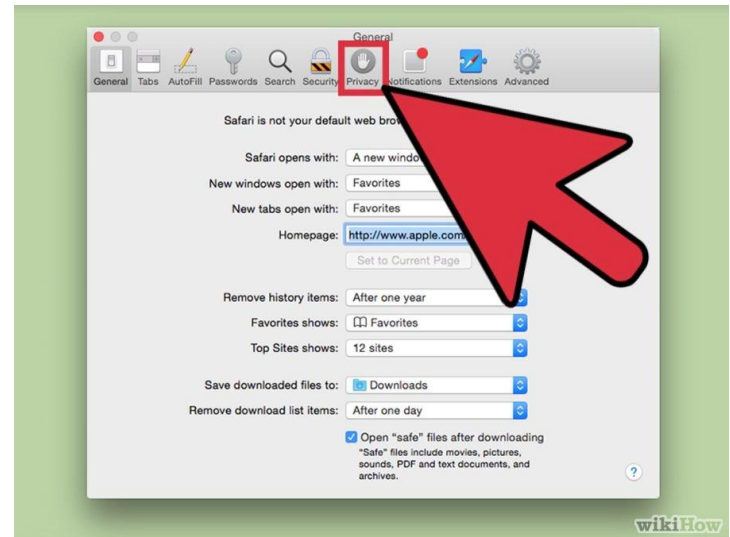 General
General Tabs AutoFill Passwords Search Security Privacy Notifications Extensions Advanced
Safari is not your default web
Safari opens with: A new
New windows open with: Favorites
New tabs open with: Favorites
Homepage: http://www.apple.com
Set to Current Page
Remove history items: After one year
Favorites shows: Favorites
Top Sites shows: 12 sites
Save downloaded files to: Downloads
Remove download list items: After one day
Open “safe” files after downloading
“Safe” files include movies, pictures,
sounds, PDF and text documents, and
archives.
?
wikiHow